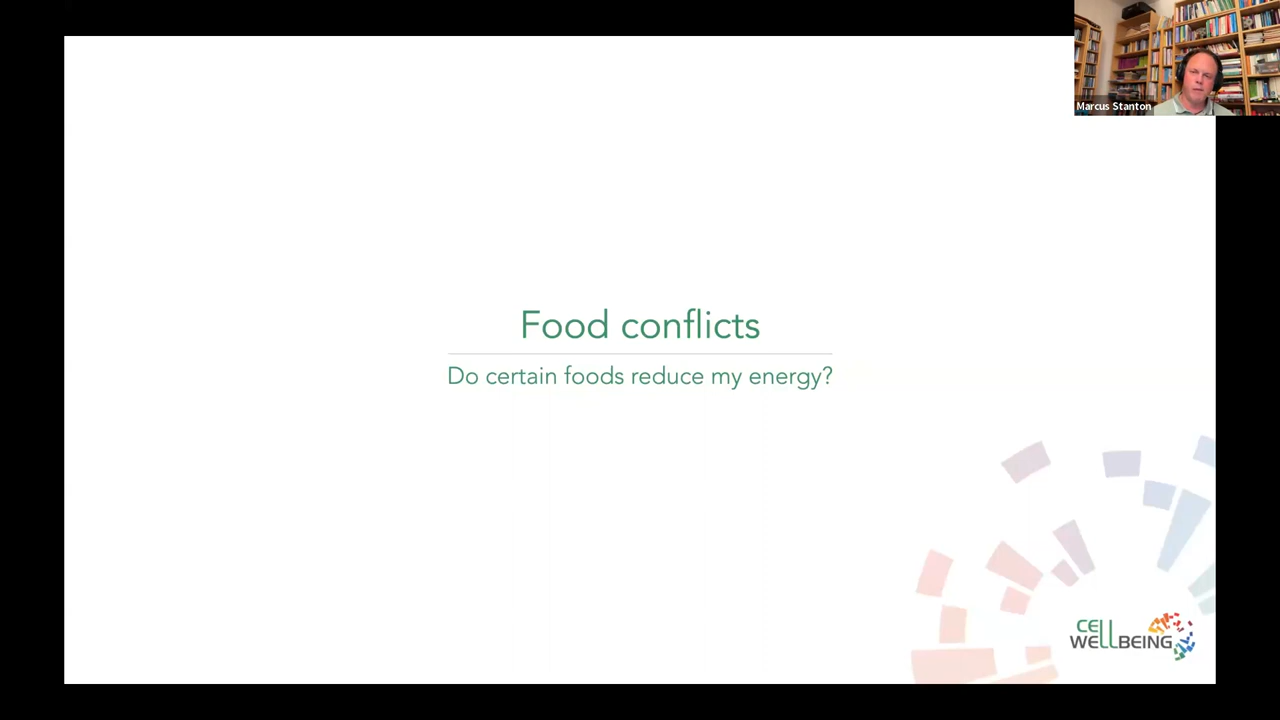 Marcus Stanton
Food conflicts
Do certain foods reduce my energy?
CELL
WELLBEING